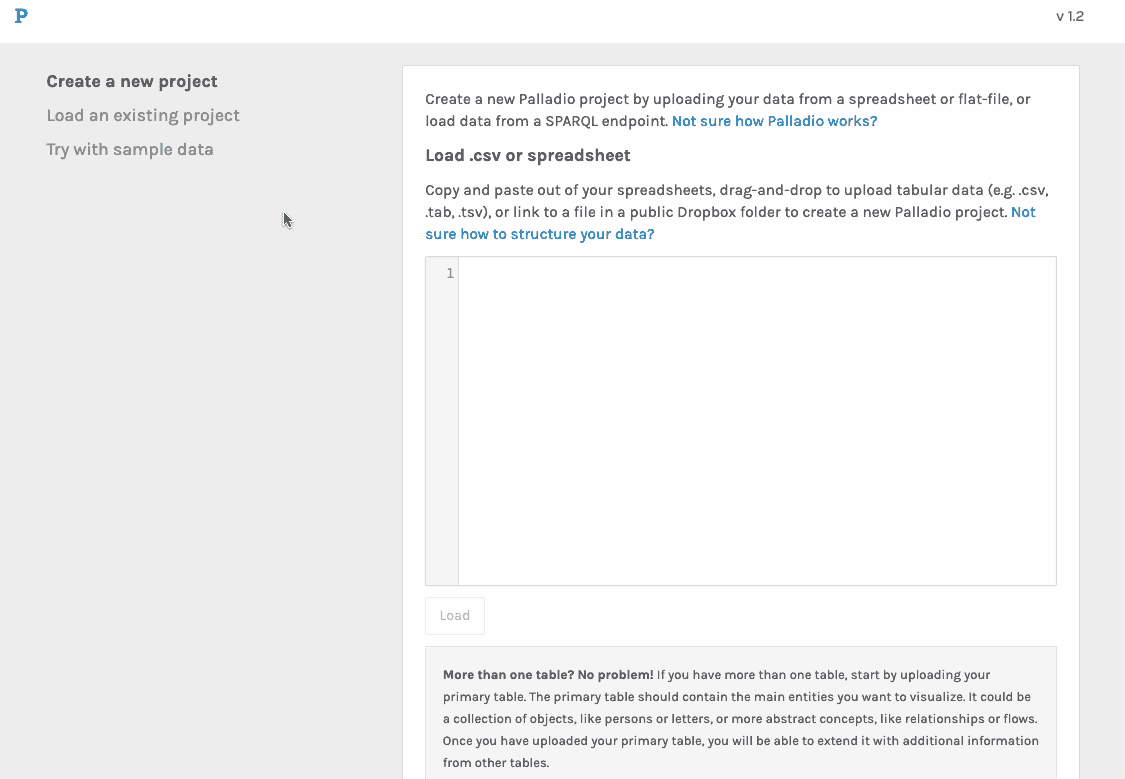 P
v 1.2
Create a new project
Load an existing project
Try with sample data
Create a new Palladio project by uploading your data from a spreadsheet or flat-file, or
load data from a SPARQL endpoint. Not sure how Palladio works?
Load .csv or spreadsheet
Copy and paste out of your spreadsheets, drag-and-drop to upload tabular data (e.g. .csv,
.tab, .tsv), or link to a file in a public Dropbox folder to create a new Palladio project. Not
sure how to structure your data?
1
Load
More than one table? No problem! If you have more than one table, start by uploading your
primary table. The primary table should contain the main entities you want to visualize. It could be
a collection of objects, like persons or letters, or more abstract concepts, like relationships or flows.
Once you have uploaded your primary table, you will be able to extend it with additional information
from other tables.